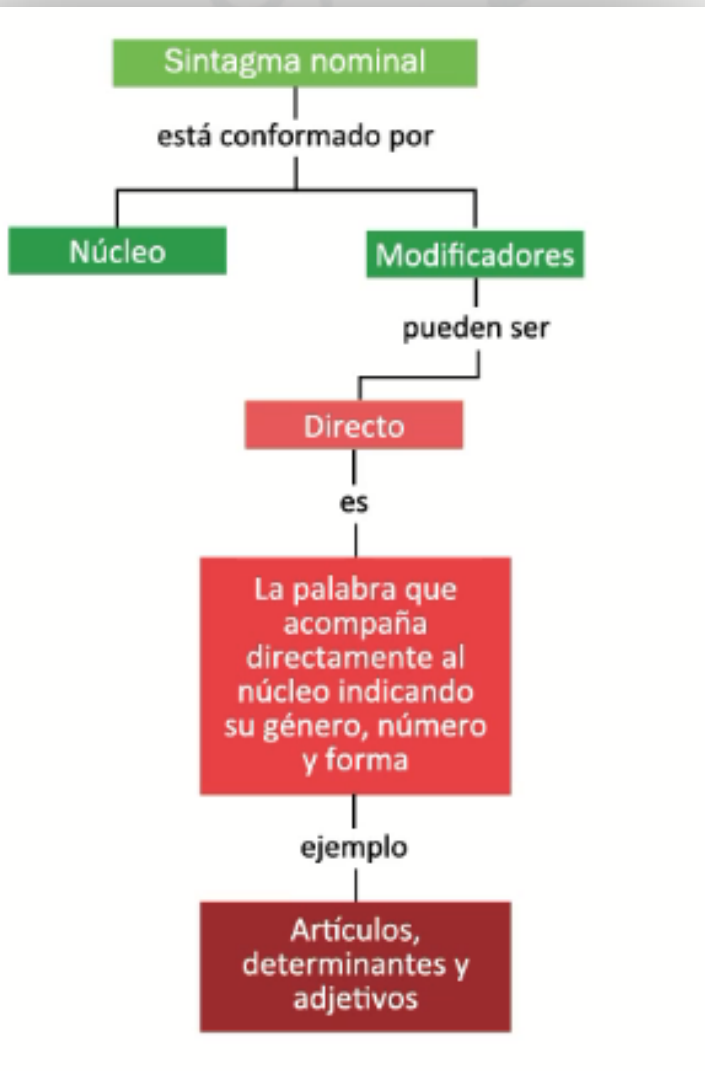 Sintagma nominal
está conformado por
Núcleo
Modificadores
pueden ser
Directo
es
La palabra que
acompaña
directamente al
núcleo indicando
su género, número
y forma
ejemplo
Artículos,
determinantes y
adjetivos